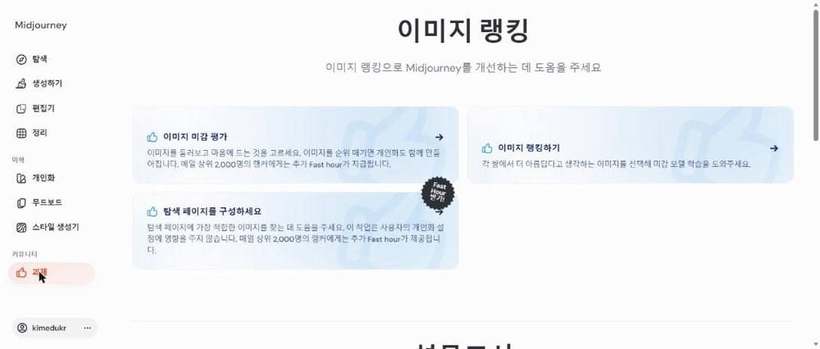 Midjourney
탐색
생성하기
편집기
정리
개인화
무드보드
스타일 생성기
커뮤니티
과제
kimedukr
이미지 랭킹
이미지 랭킹으로 Midjourney를 개선하는 데 도움을 주세요
이미지 미감 평가
이미지를 둘러보고 마음에 드는 것을 고르세요. 이미지를 순위 매기면 개인화도 함께 만들
어집니다. 매일 상위 2,000명의 랭커에게는 추가 Fast hour가 지급됩니다.
이미지 랭킹하기
각 쌍에서 더 아름답다고 생각하는 이미지를 선택해 미감 모델 학습을 도와주세요.
Fast
Hour
받기!
탐색 페이지를 구성하세요
탐색 페이지에 가장 적합한 이미지를 찾는 데 도움을 주세요. 이 작업은 사용자의 개인화 설
정에 영향을 주지 않습니다. 매일 상위 2,000명의 랭커에게는 추가 Fast hour가 제공됩니
다.